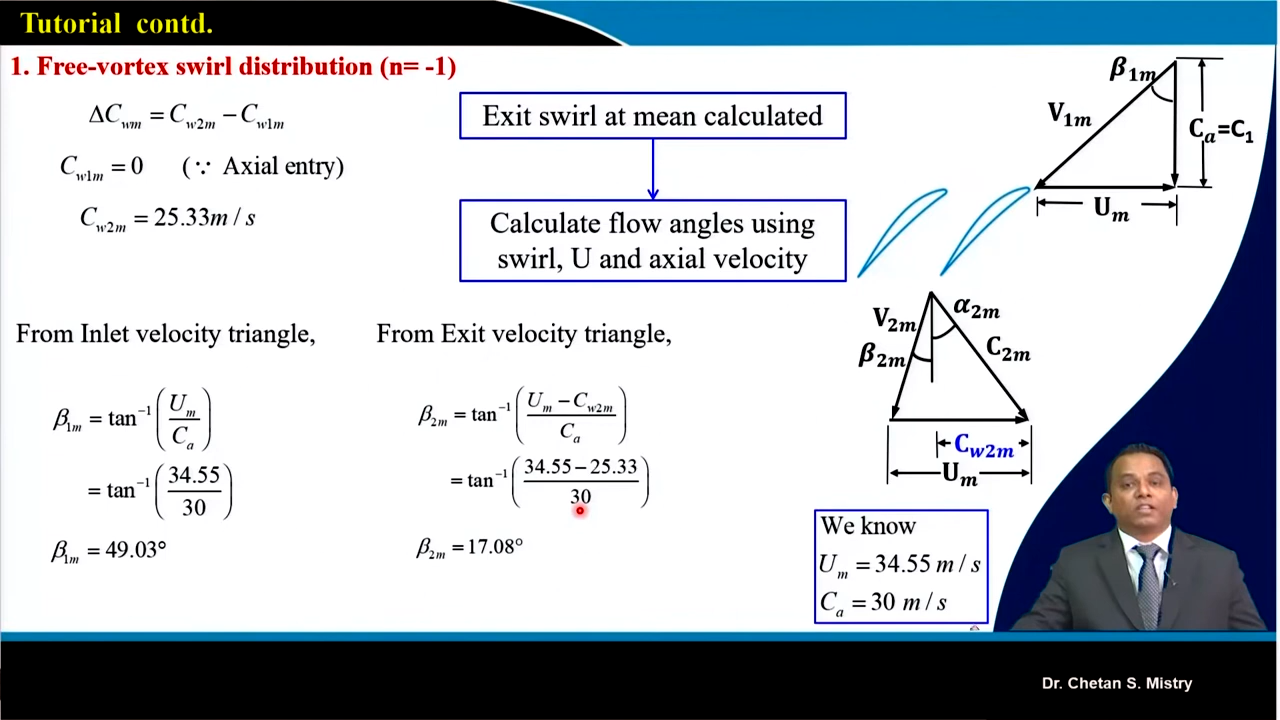 Tutorial contd.
1. Free-vortex swirl distribution (n= -1)
ΔC_wm = C_w2m − C_w1m
C_w1m = 0 (∵ Axial entry)
C_w2m = 25.33m / s
Exit swirl at mean calculated
Calculate flow angles using
swirl, U and axial velocity
β_1m
V_1m
C_a=C_1
U_m
From Inlet velocity triangle,
β_1m = tan⁻¹(U_m / C_a)
= tan⁻¹(34.55 / 30)
β_1m = 49.03°
From Exit velocity triangle,
β_2m = tan⁻¹((U_m − C_w2m) / C_a)
= tan⁻¹((34.55 − 25.33) / 30)
β_2m = 17.08°
V_2m
α_2m
β_2m
C_2m
C_w2m
U_m
We know
U_m = 34.55 m / s
C_a = 30 m / s
Dr. Chetan S. Mistry